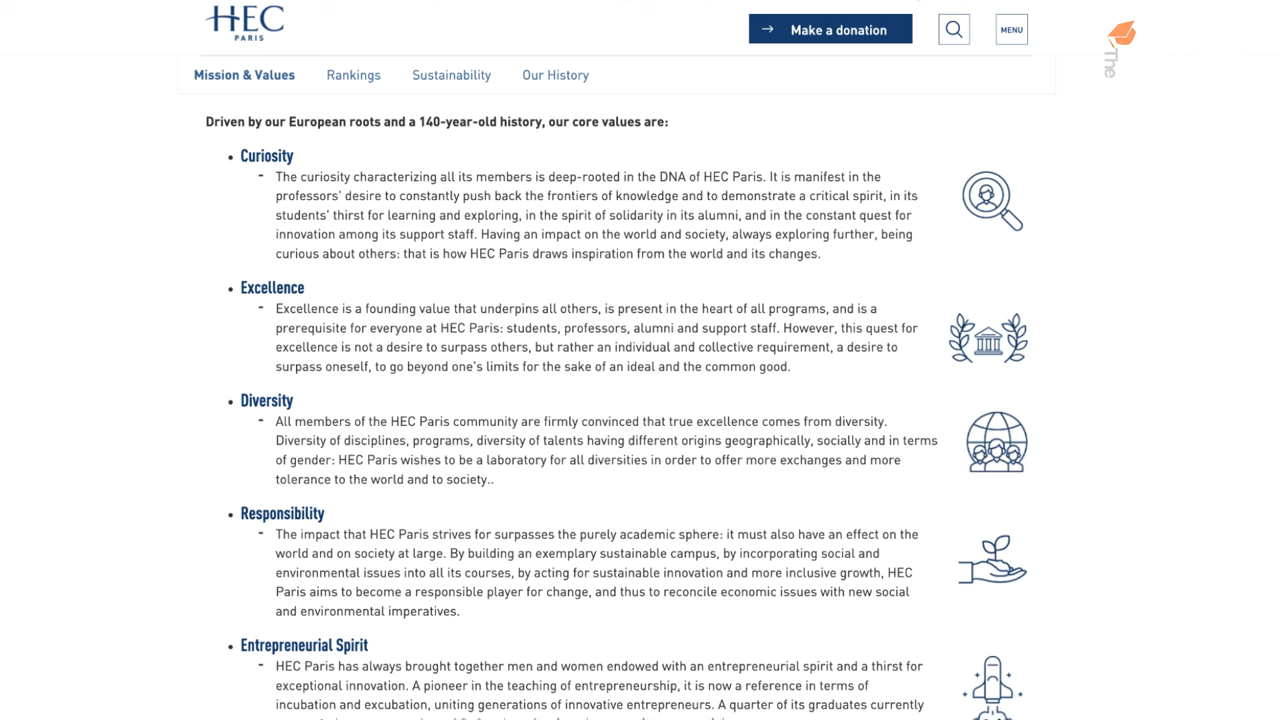 HEC
PARIS
→ Make a donation
MENU
The
Mission & Values Rankings Sustainability Our History
Driven by our European roots and a 140-year-old history, our core values are:
• Curiosity
- The curiosity characterizing all its members is deep-rooted in the DNA of HEC Paris. It is manifest in the
professors' desire to constantly push back the frontiers of knowledge and to demonstrate a critical spirit, in its
students' thirst for learning and exploring, in the spirit of solidarity in its alumni, and in the constant quest for
innovation among its support staff. Having an impact on the world and society, always exploring further, being
curious about others: that is how HEC Paris draws inspiration from the world and its changes.
• Excellence
- Excellence is a founding value that underpins all others, is present in the heart of all programs, and is a
prerequisite for everyone at HEC Paris: students, professors, alumni and support staff. However, this quest for
excellence is not a desire to surpass others, but rather an individual and collective requirement, a desire to
surpass oneself, to go beyond one's limits for the sake of an ideal and the common good.
• Diversity
- All members of the HEC Paris community are firmly convinced that true excellence comes from diversity.
Diversity of disciplines, programs, diversity of talents having different origins geographically, socially and in terms
of gender: HEC Paris wishes to be a laboratory for all diversities in order to offer more exchanges and more
tolerance to the world and to society..
• Responsibility
- The impact that HEC Paris strives for surpasses the purely academic sphere: it must also have an effect on the
world and on society at large. By building an exemplary sustainable campus, by incorporating social and
environmental issues into all its courses, by acting for sustainable innovation and more inclusive growth, HEC
Paris aims to become a responsible player for change, and thus to reconcile economic issues with new social
and environmental imperatives.
• Entrepreneurial Spirit
- HEC Paris has always brought together men and women endowed with an entrepreneurial spirit and a thirst for
exceptional innovation. A pioneer in the teaching of entrepreneurship, it is now a reference in terms of
incubation and excubation, uniting generations of innovative entrepreneurs. A quarter of its graduates currently